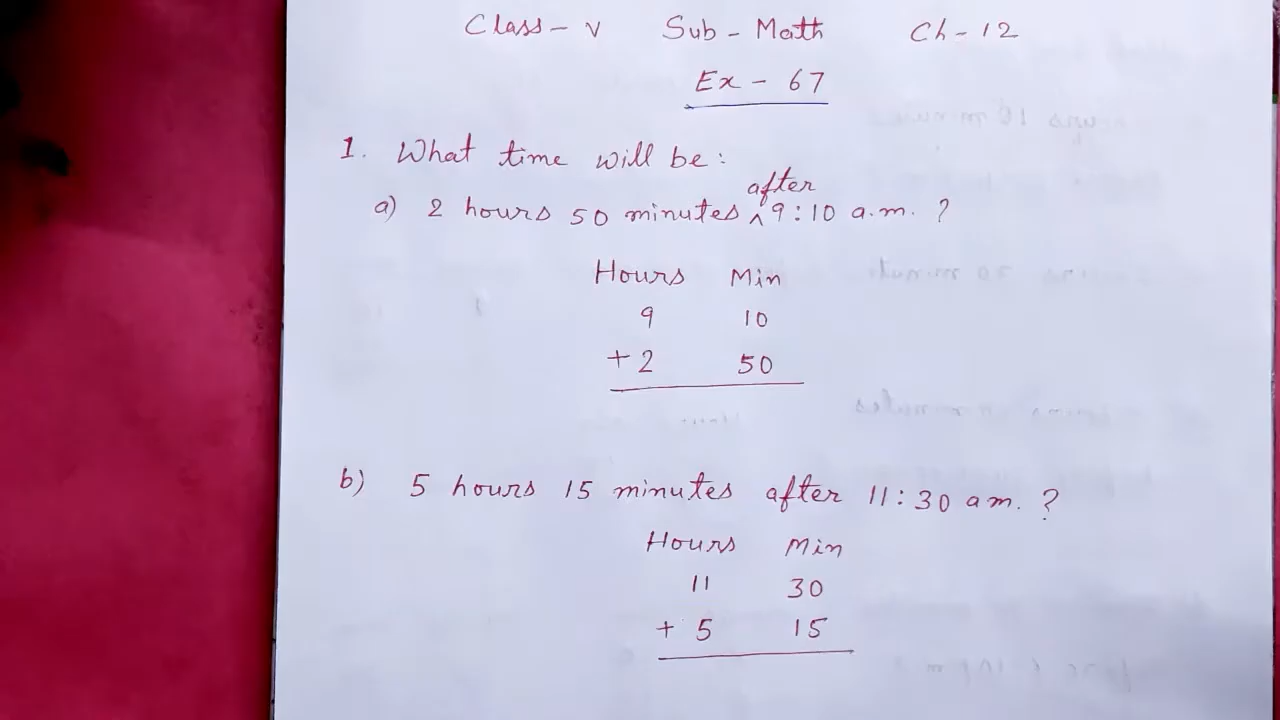 Class - V Sub - Math Ch - 12
Ex - 67
1. What time will be :
after
a) 2 hours 50 minutes ^ 9:10 a.m. ?
Hours Min
9 10
+ 2 50
b) 5 hours 15 minutes after 11:30 a m. ?
Hours Min
11 30
+ 5 15